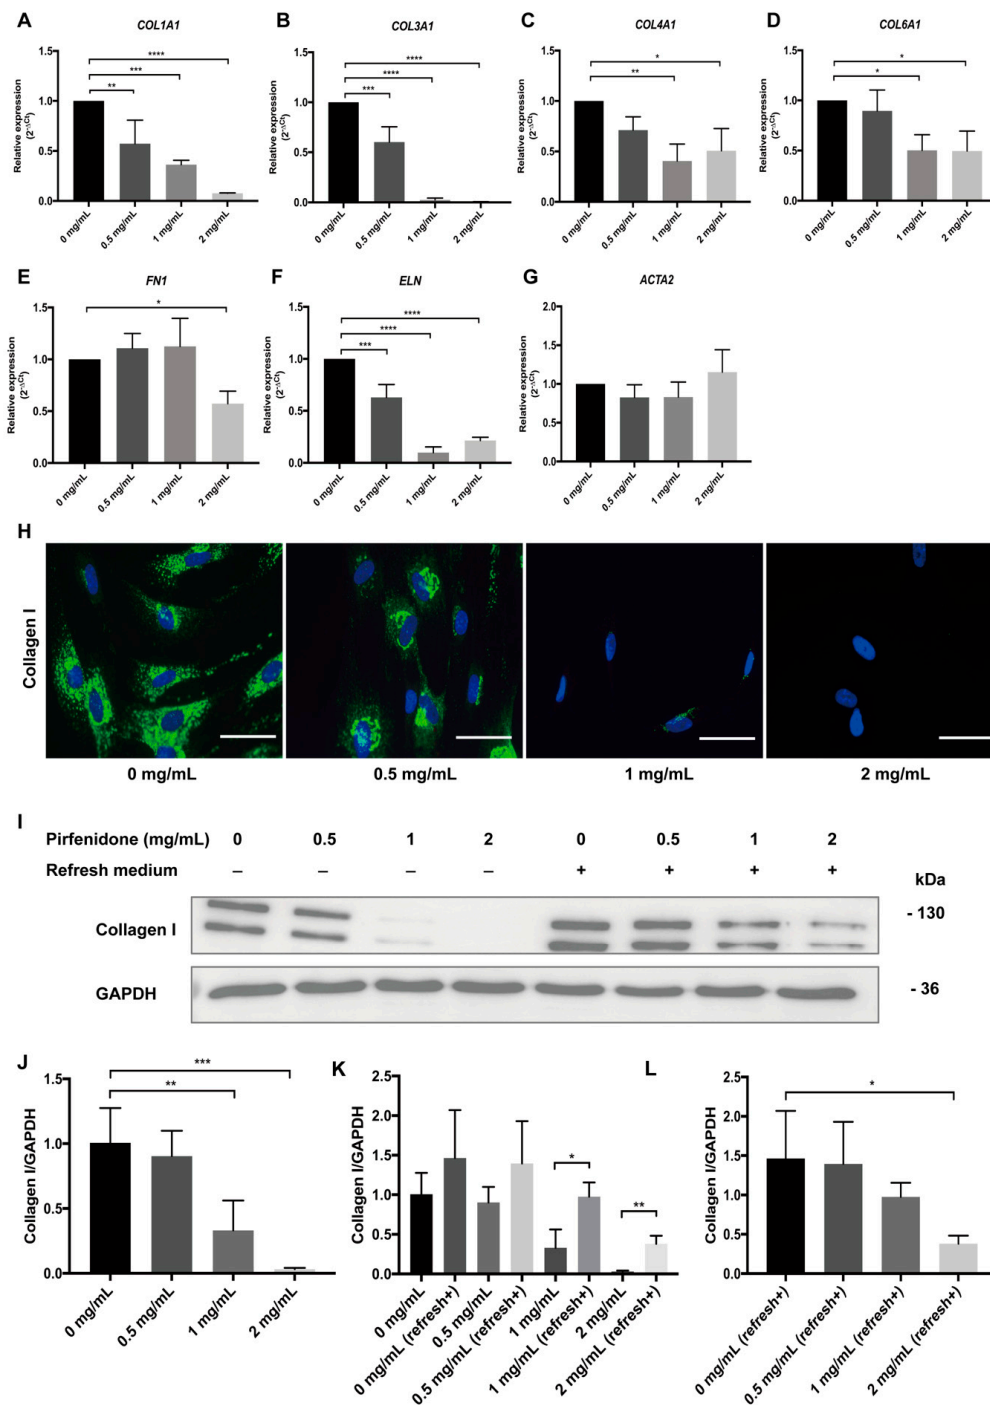 A COL1A1
Relative expression
(2^-ΔCt)
1.5
1.0
0.5
0.0
****
***
**
0 mg/mL
0.5 mg/mL
1 mg/mL
2 mg/mL
B COL3A1
Relative expression
(2^-ΔCt)
1.5
1.0
0.5
0.0
****
****
***
0 mg/mL
0.5 mg/mL
1 mg/mL
2 mg/mL
C COL4A1
Relative expression
(2^-ΔCt)
1.5
1.0
0.5
0.0
*
**
0 mg/mL
0.5 mg/mL
1 mg/mL
2 mg/mL
D COL6A1
Relative expression
(2^-ΔCt)
1.5
1.0
0.5
0.0
*
*
0 mg/mL
0.5 mg/mL
1 mg/mL
2 mg/mL
E FN1
Relative expression
(2^-ΔCt)
1.5
1.0
0.5
0.0
*
0 mg/mL
0.5 mg/mL
1 mg/mL
2 mg/mL
F ELN
Relative expression
(2^-ΔCt)
1.5
1.0
0.5
0.0
****
****
***
0 mg/mL
0.5 mg/mL
1 mg/mL
2 mg/mL
G ACTA2
Relative expression
(2^-ΔCt)
2.0
1.5
1.0
0.5
0.0
0 mg/mL
0.5 mg/mL
1 mg/mL
2 mg/mL
H
Collagen I
0 mg/mL 0.5 mg/mL 1 mg/mL 2 mg/mL
I
Pirfenidone (mg/mL) 0 0.5 1 2 0 0.5 1 2
Refresh medium – – – – + + + +
kDa
Collagen I - 130
GAPDH - 36
J
Collagen I/GAPDH
1.5
1.0
0.5
0.0
***
**
0 mg/mL
0.5 mg/mL
1 mg/mL
2 mg/mL
K
Collagen I/GAPDH
2.5
2.0
1.5
1.0
0.5
0.0
*
**
0 mg/mL
0 mg/mL (refresh+)
0.5 mg/mL
0.5 mg/mL (refresh+)
1 mg/mL
1 mg/mL (refresh+)
2 mg/mL
2 mg/mL (refresh+)
L
Collagen I/GAPDH
2.5
2.0
1.5
1.0
0.5
0.0
*
0 mg/mL (refresh+)
0.5 mg/mL (refresh+)
1 mg/mL (refresh+)
2 mg/mL (refresh+)